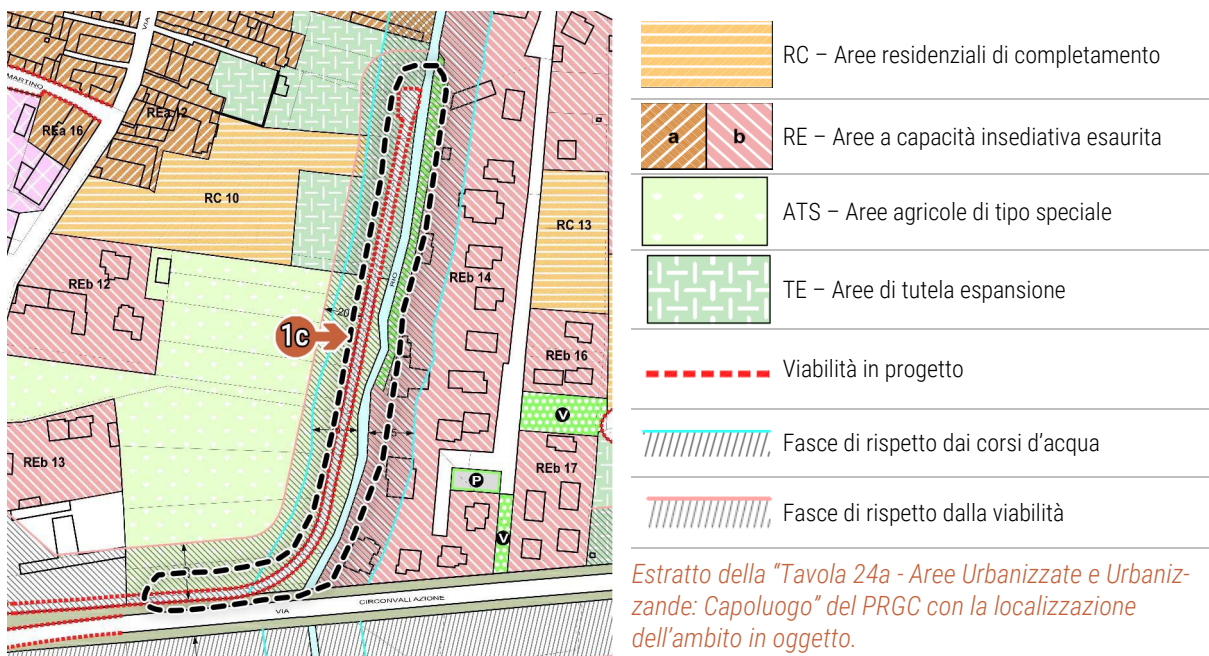 VIA
MARTINO
REa 12
REa 16
RC 10
RC 13
REb 12
REb 14
RIO
20
1c
REb 16
V
REb 13
5
REb 17
P
V
VIA
CIRCONVALLAZIONE
RC – Aree residenziali di completamento
a b RE – Aree a capacità insediativa esaurita
ATS – Aree agricole di tipo speciale
TE – Aree di tutela espansione
Viabilità in progetto
Fasce di rispetto dai corsi d'acqua
Fasce di rispetto dalla viabilità
Estratto della "Tavola 24a - Aree Urbanizzate e Urbaniz-
zande: Capoluogo" del PRGC con la localizzazione
dell'ambito in oggetto.